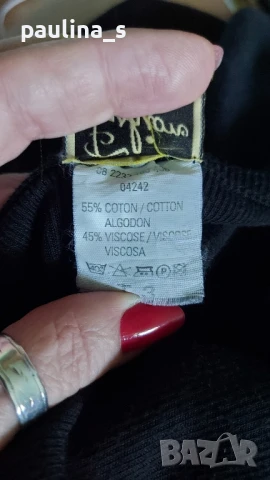 paulina_s
04242
55% COTON / COTTON
ALGODON
45% VISCOSE / VISCOSE
VISCOSA
BAZAR